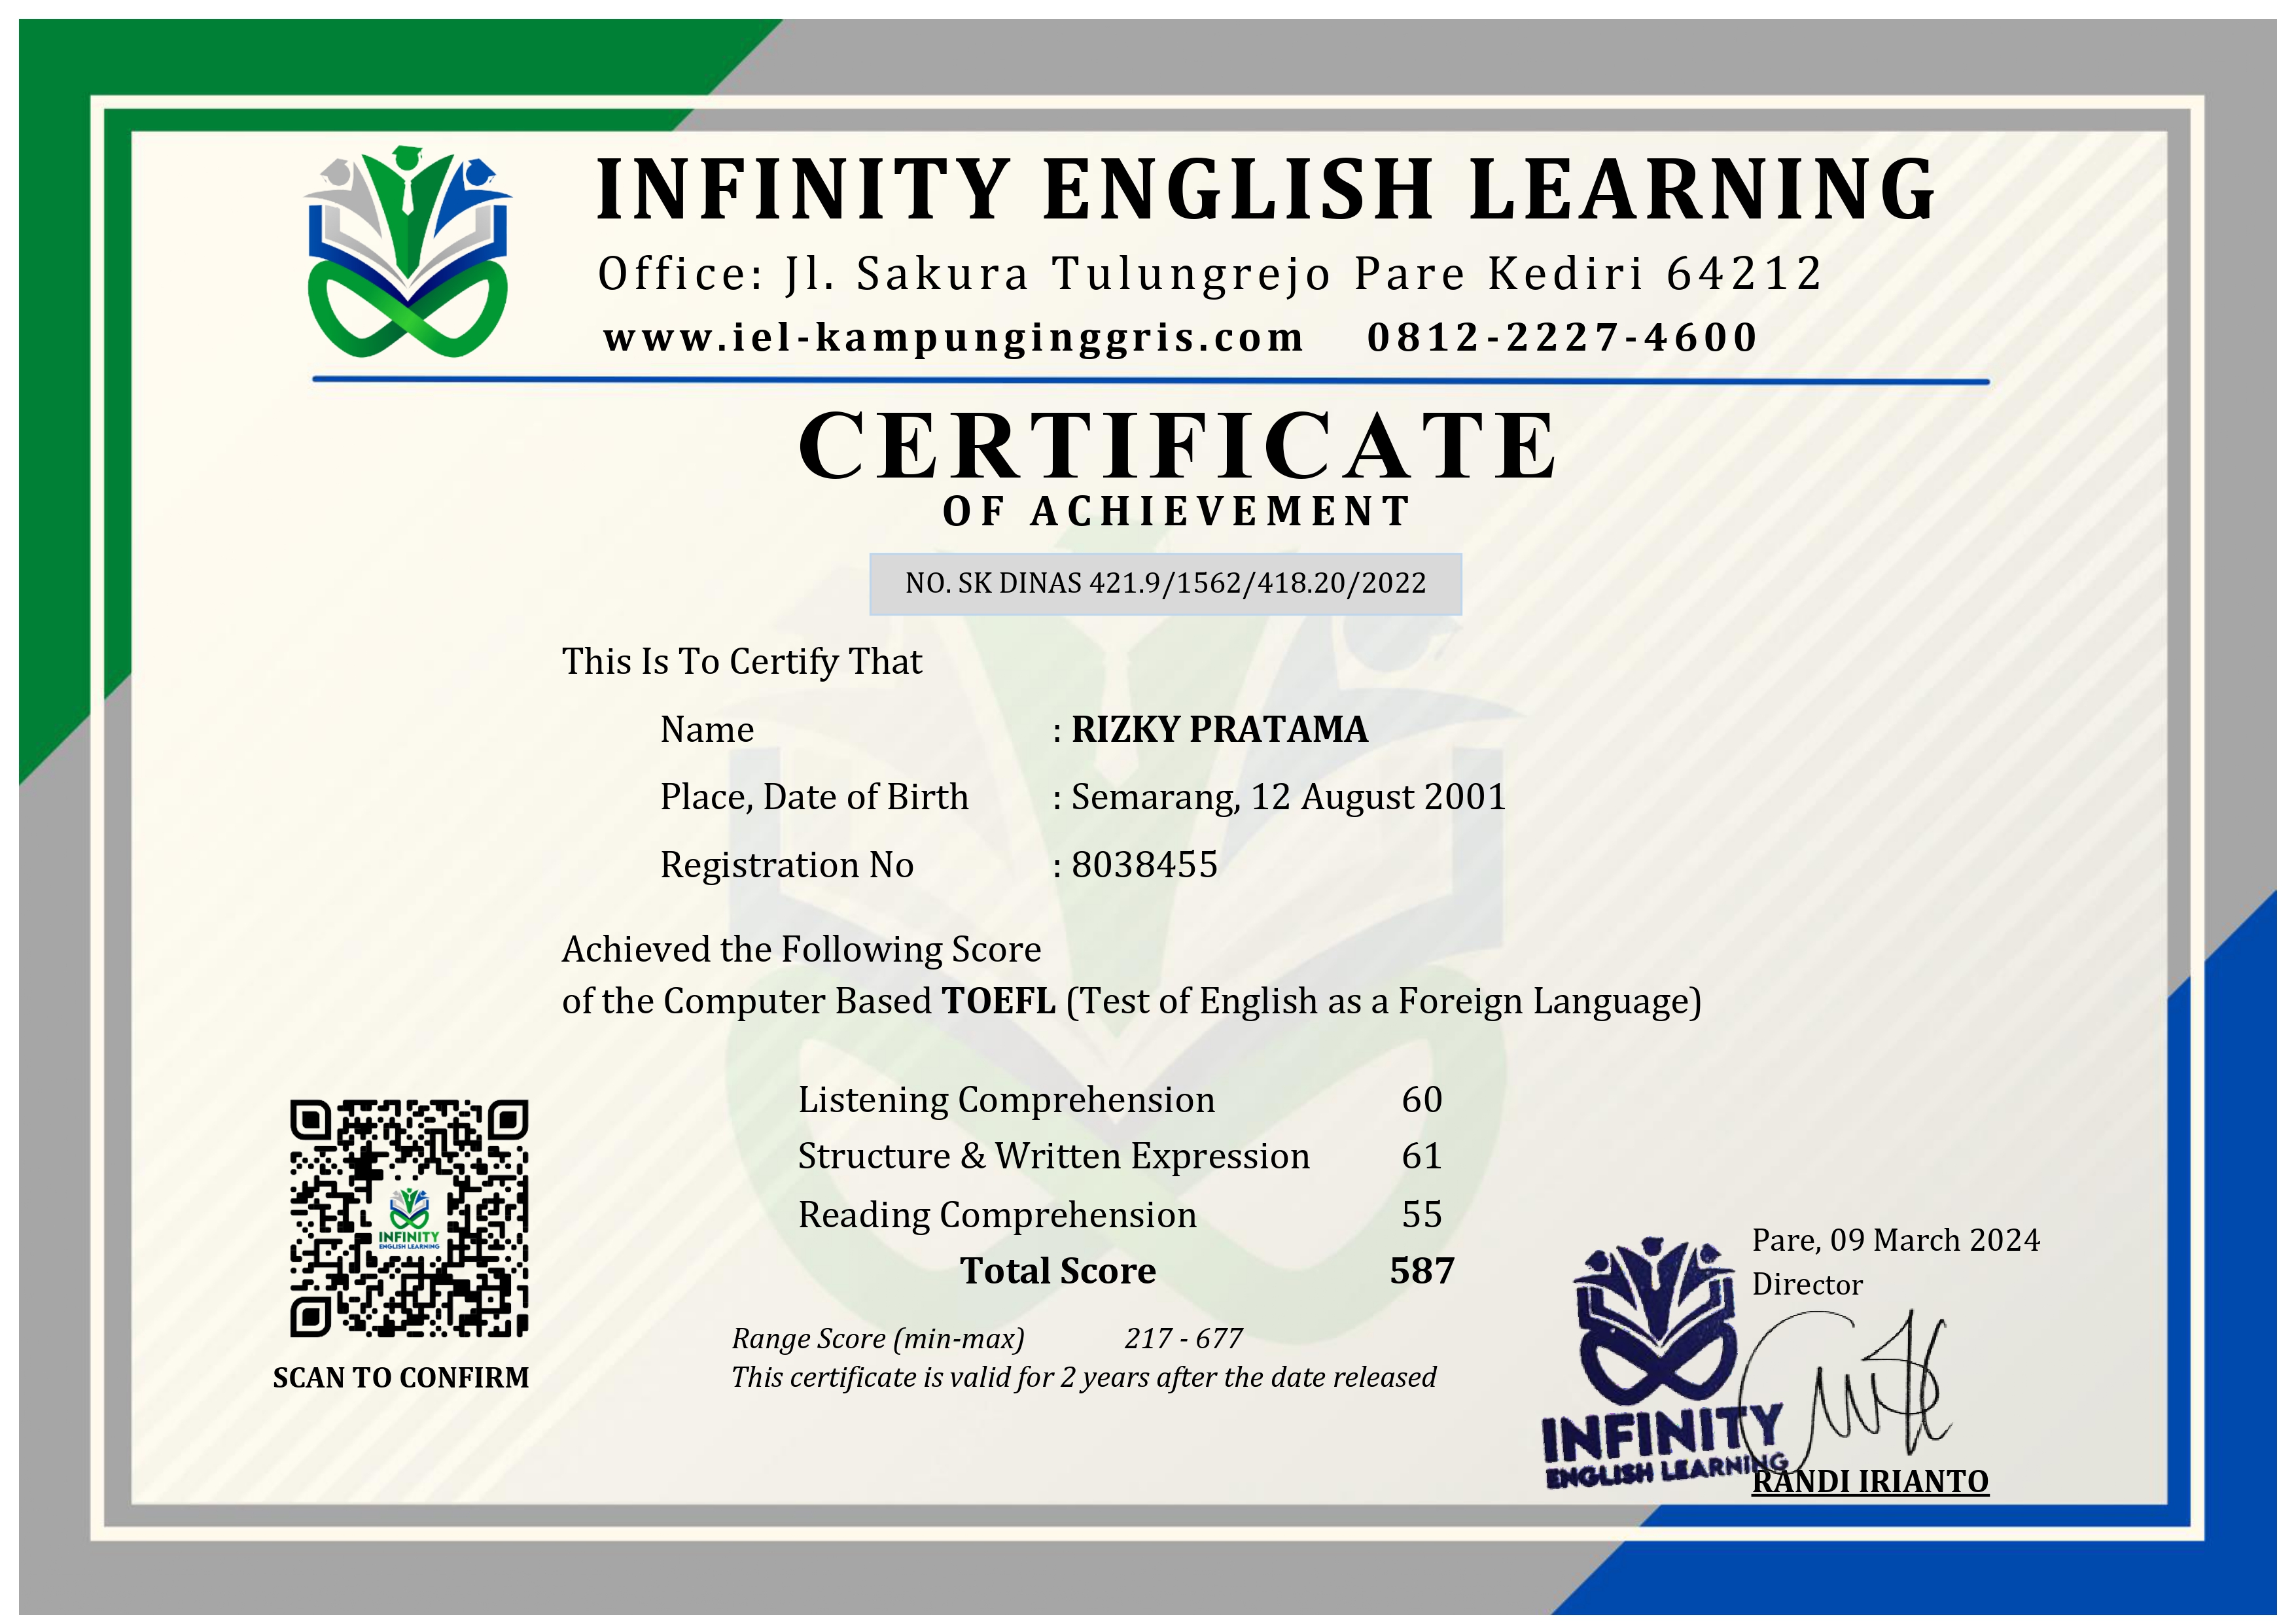 INFINITY ENGLISH LEARNING
Office: Jl. Sakura Tulungrejo Pare Kediri 64212
www.iel-kampunginggris.com 0812-2227-4600
CERTIFICATE
OF ACHIEVEMENT
NO. SK DINAS 421.9/1562/418.20/2022
This Is To Certify That
Name : RIZKY PRATAMA
Place, Date of Birth : Semarang, 12 August 2001
Registration No : 8038455
Achieved the Following Score
of the Computer Based TOEFL (Test of English as a Foreign Language)
Listening Comprehension 60
Structure & Written Expression 61
Reading Comprehension 55
Total Score 587
Range Score (min-max) 217 - 677
This certificate is valid for 2 years after the date released
INFINITY
ENGLISH LEARNING
SCAN TO CONFIRM
Pare, 09 March 2024
Director
INFINITY
ENGLISH LEARNING
RANDI IRIANTO